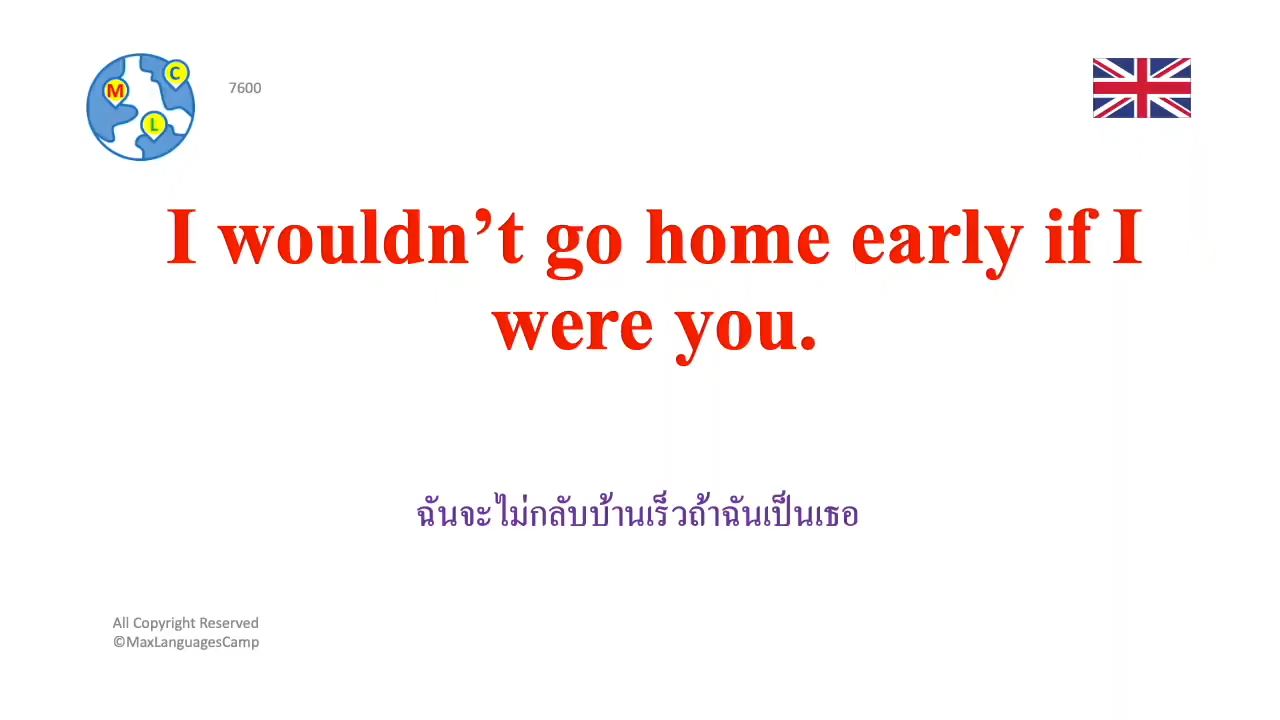 M
C
L
7600
I wouldn’t go home early if I
were you.
ฉันจะไม่กลับบ้านเร็วถ้าฉันเป็นเธอ
All Copyright Reserved
©MaxLanguagesCamp